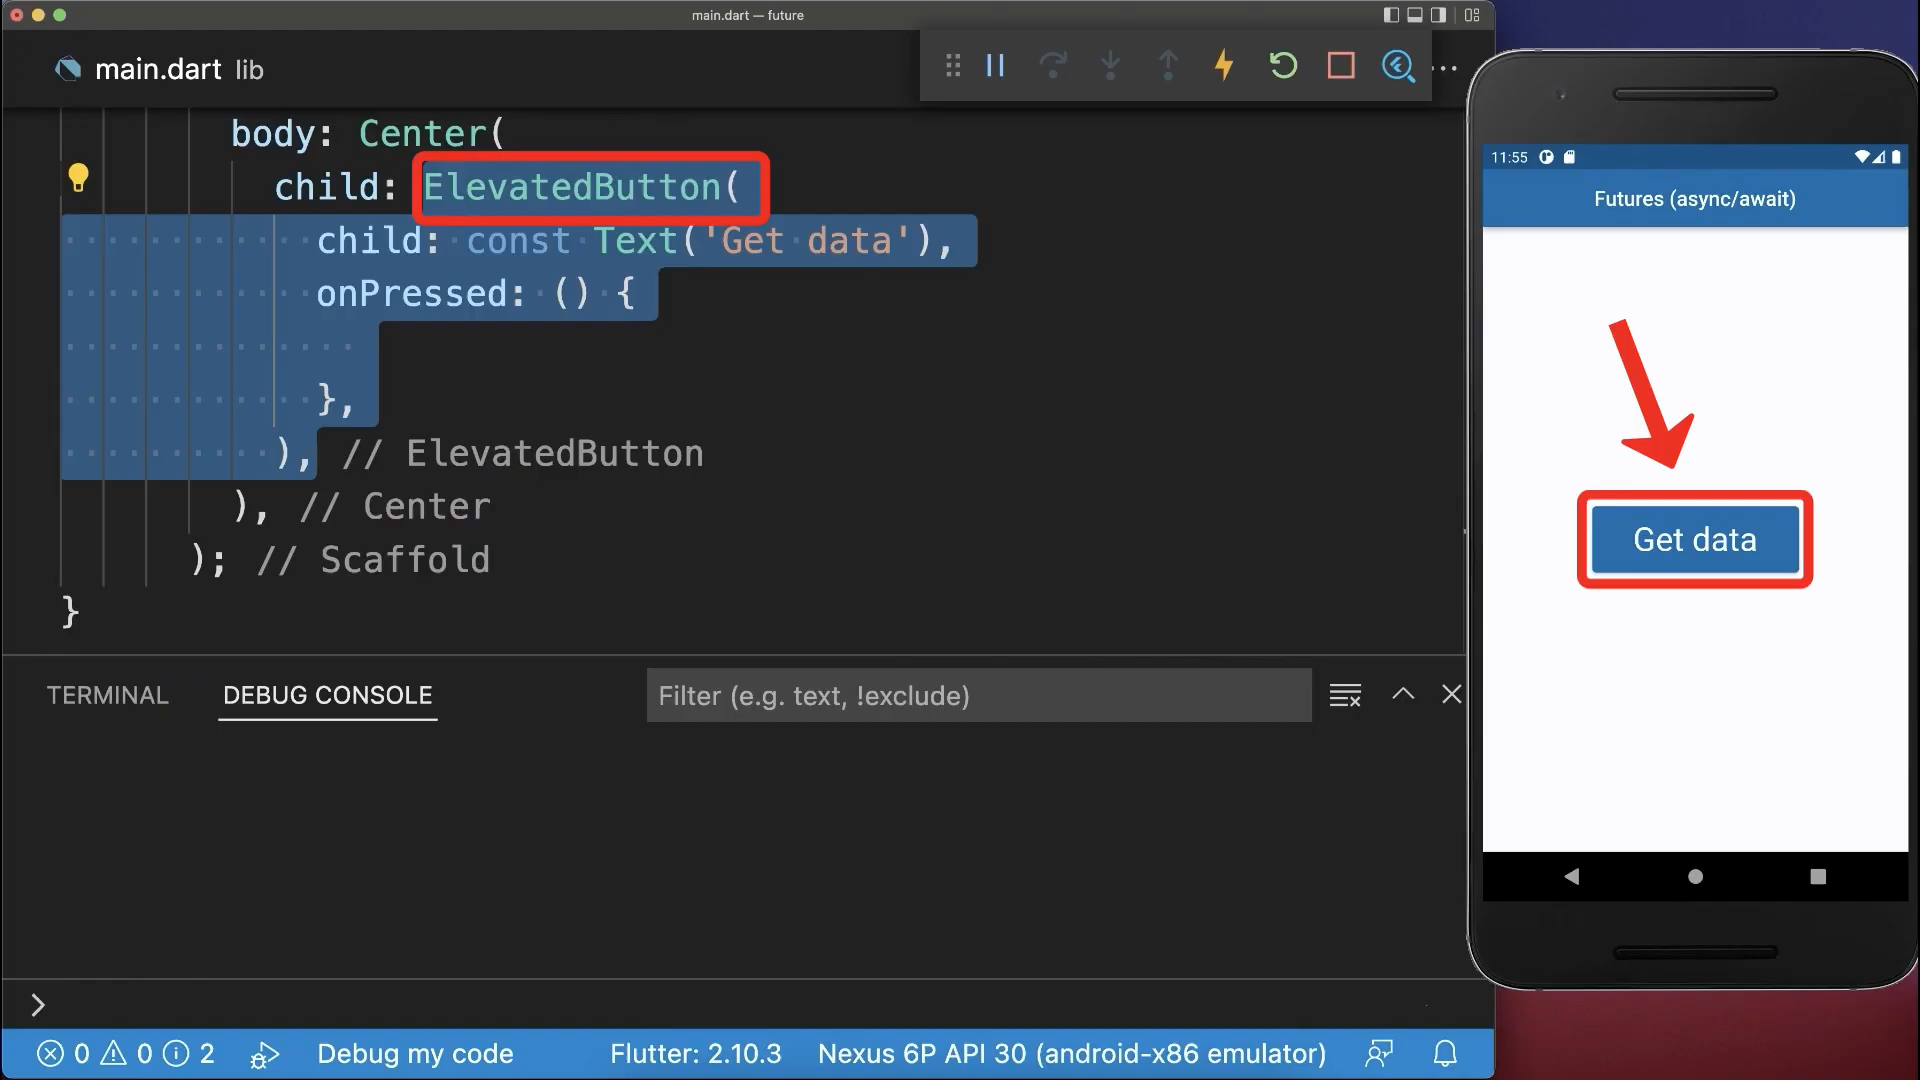 main.dart — future
main.dart lib
body: Center(
child: ElevatedButton(
child: const Text('Get data'),
onPressed: () {
},
), // ElevatedButton
), // Center
); // Scaffold
}
TERMINAL
DEBUG CONSOLE
Filter (e.g. text, !exclude)
0 0 2
Debug my code
Flutter: 2.10.3
Nexus 6P API 30 (android-x86 emulator)
11:55
Futures (async/await)
Get data